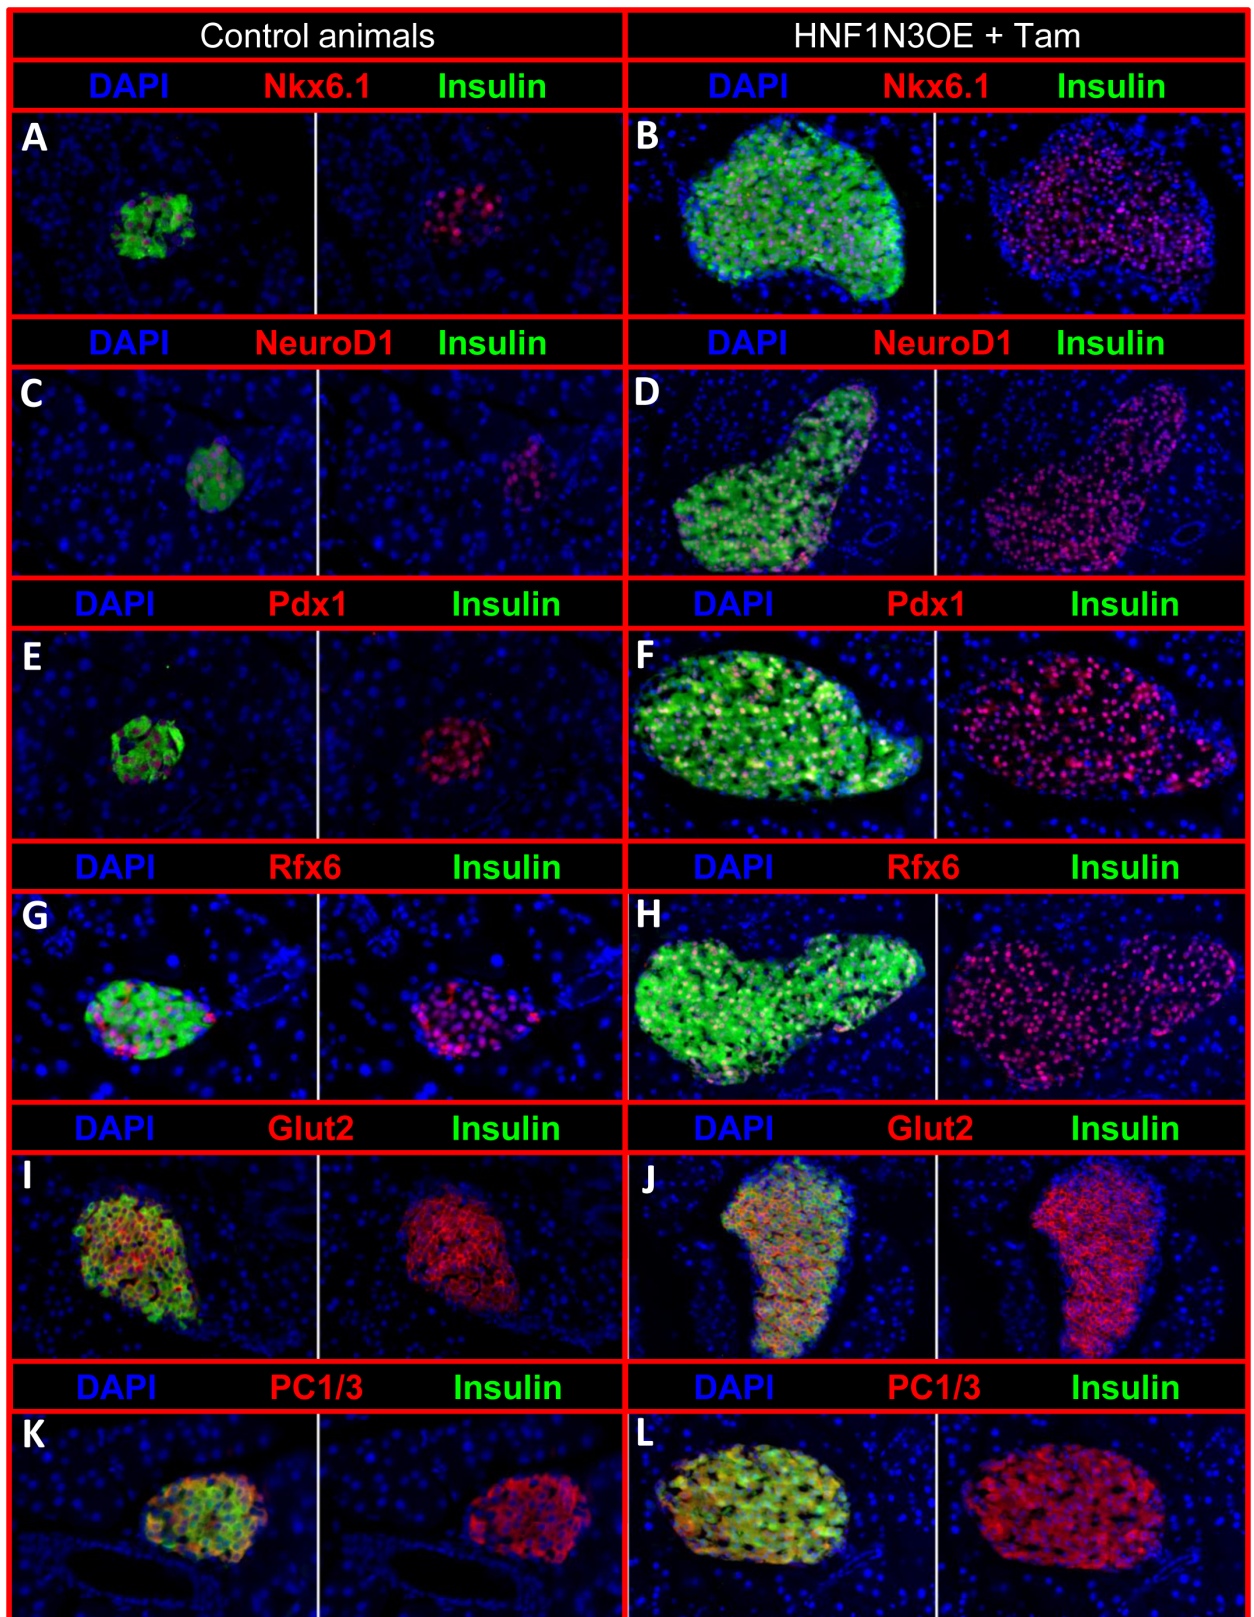 Control animals HNF1N3OE + Tam
DAPI Nkx6.1 Insulin DAPI Nkx6.1 Insulin
A B
DAPI NeuroD1 Insulin DAPI NeuroD1 Insulin
C D
DAPI Pdx1 Insulin DAPI Pdx1 Insulin
E F
DAPI Rfx6 Insulin DAPI Rfx6 Insulin
G H
DAPI Glut2 Insulin DAPI Glut2 Insulin
I J
DAPI PC1/3 Insulin DAPI PC1/3 Insulin
K L